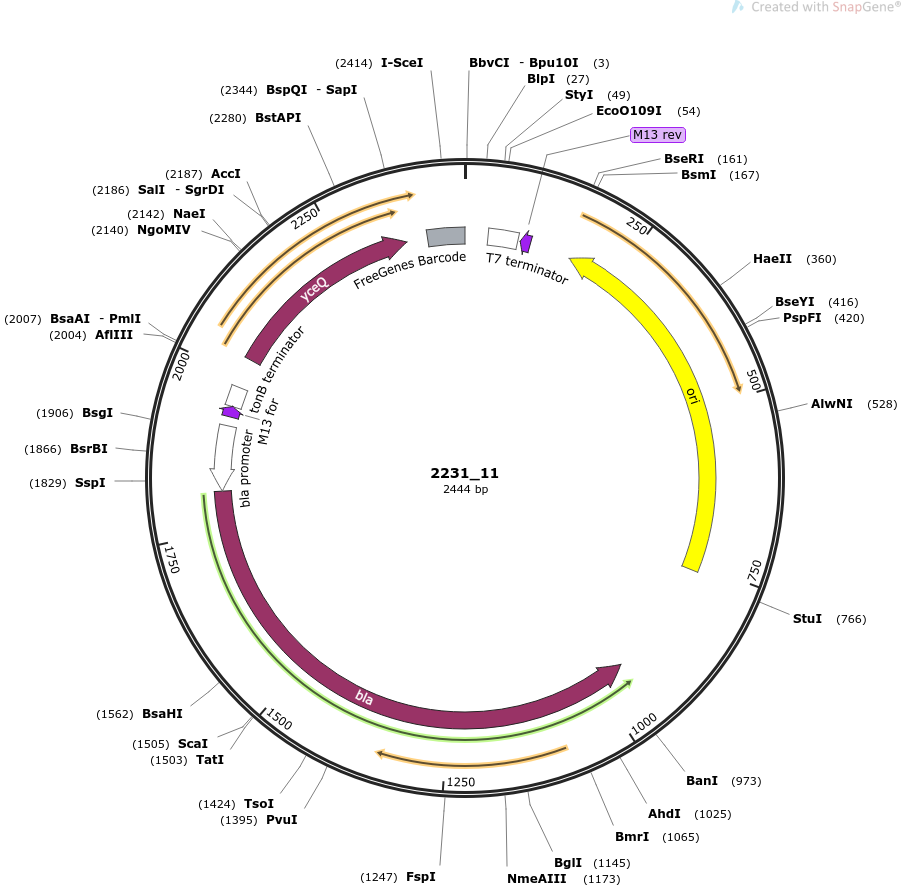 Created with SnapGene®
(2414) I-SceI
BbvCI - Bpu10I (3)
BlpI (27)
(2344) BspQI - SapI
StyI (49)
(2280) BstAPI
EcoO109I (54)
M13 rev
BseRI (161)
(2187) AccI
BsmI (167)
(2186) SalI - SgrDI
(2142) NaeI
(2140) NgoMIV
2250
250
FreeGenes Barcode
T7 terminator
HaeII (360)
yceQ
BseYI (416)
(2007) BsaAI - PmlI
PspFI (420)
(2004) AflIII
2000
tonB terminator
500
ori
(1906) BsgI
M13 for
AlwNI (528)
(1866) BsrBI
bla promoter
(1829) SspI
2231_11
2444 bp
1750
750
StuI (766)
bla
(1562) BsaHI
1500
1000
(1505) ScaI
(1503) TatI
BanI (973)
1250
(1424) TsoI
AhdI (1025)
(1395) PvuI
BmrI (1065)
BglI (1145)
(1247) FspI
NmeAIII (1173)